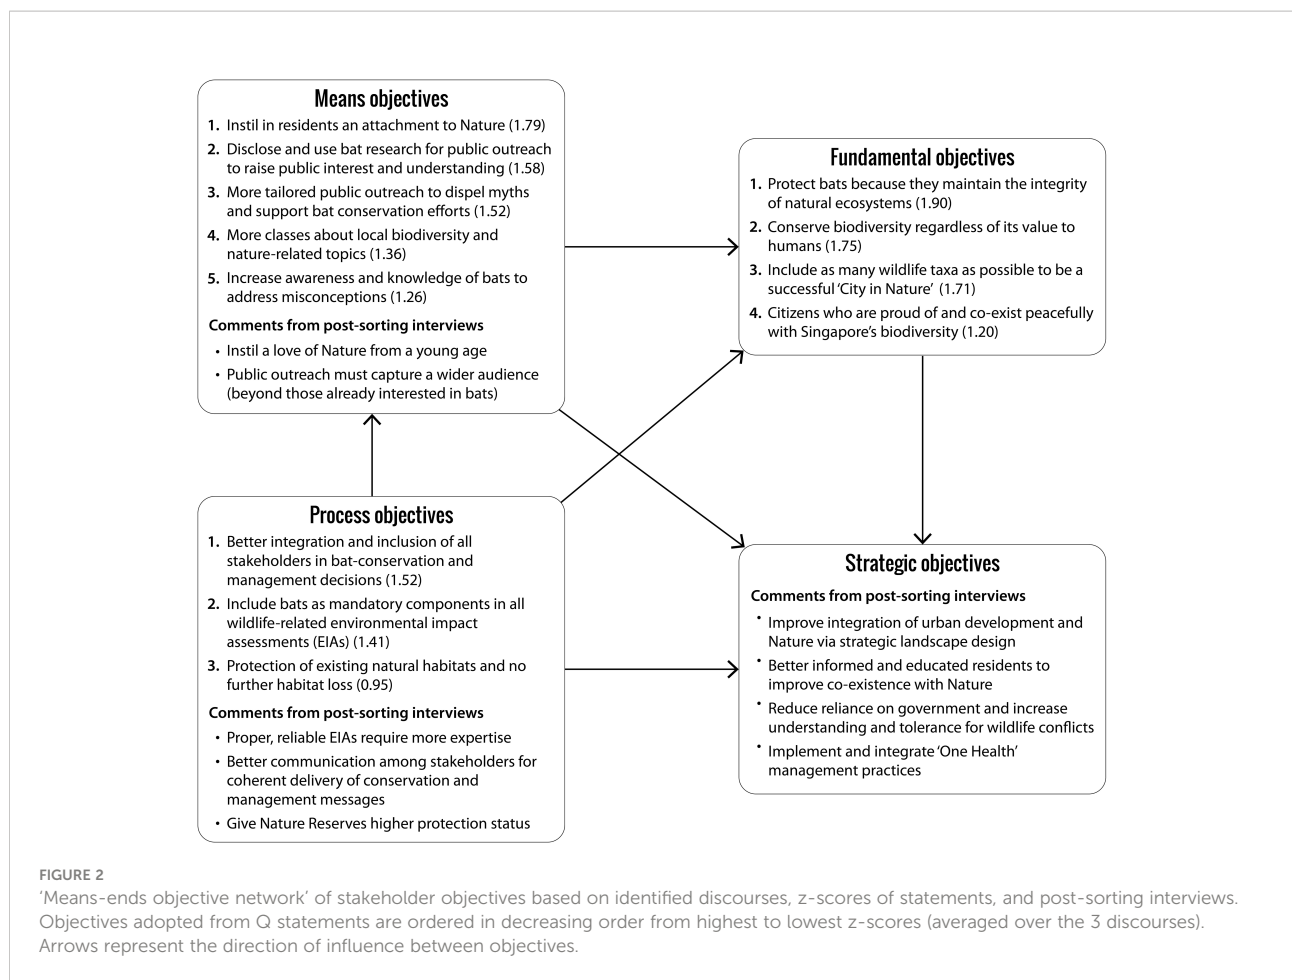 Means objectives
1. Instil in residents an attachment to Nature (1.79)
2. Disclose and use bat research for public outreach
to raise public interest and understanding (1.58)
3. More tailored public outreach to dispel myths
and support bat conservation efforts (1.52)
4. More classes about local biodiversity and
nature-related topics (1.36)
5. Increase awareness and knowledge of bats to
address misconceptions (1.26)
Comments from post-sorting interviews
• Instil a love of Nature from a young age
• Public outreach must capture a wider audience
(beyond those already interested in bats)
Fundamental objectives
1. Protect bats because they maintain the integrity
of natural ecosystems (1.90)
2. Conserve biodiversity regardless of its value to
humans (1.75)
3. Include as many wildlife taxa as possible to be a
successful ‘City in Nature’ (1.71)
4. Citizens who are proud of and co-exist peacefully
with Singapore’s biodiversity (1.20)
Process objectives
1. Better integration and inclusion of all
stakeholders in bat-conservation and
management decisions (1.52)
2. Include bats as mandatory components in all
wildlife-related environmental impact
assessments (EIAs) (1.41)
3. Protection of existing natural habitats and no
further habitat loss (0.95)
Comments from post-sorting interviews
• Proper, reliable EIAs require more expertise
• Better communication among stakeholders for
coherent delivery of conservation and
management messages
• Give Nature Reserves higher protection status
Strategic objectives
Comments from post-sorting interviews
• Improve integration of urban development and
Nature via strategic landscape design
• Better informed and educated residents to
improve co-existence with Nature
• Reduce reliance on government and increase
understanding and tolerance for wildlife conflicts
• Implement and integrate ‘One Health’
management practices
FIGURE 2
‘Means-ends objective network’ of stakeholder objectives based on identified discourses, z-scores of statements, and post-sorting interviews.
Objectives adopted from Q statements are ordered in decreasing order from highest to lowest z-scores (averaged over the 3 discourses).
Arrows represent the direction of influence between objectives.